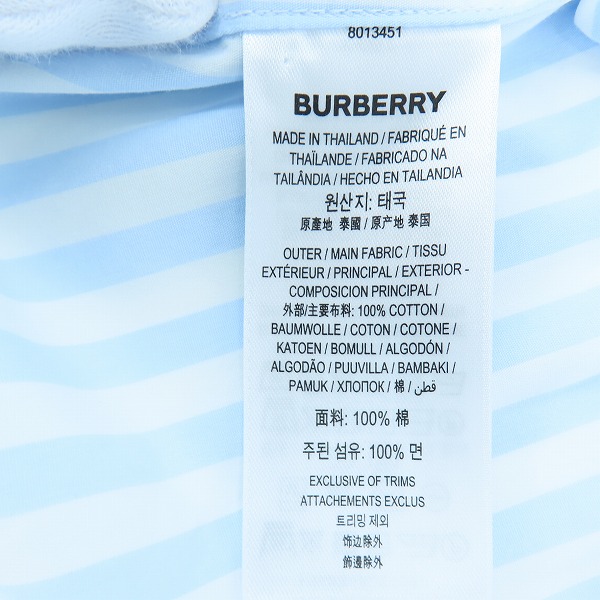 8013451
BURBERRY
MADE IN THAILAND / FABRIQUÉ EN
THAÏLANDE / FABRICADO NA
TAILÂNDIA / HECHO EN TAILANDIA
원산지: 태국
原產地 泰國 / 原产地 泰国
OUTER / MAIN FABRIC / TISSU
EXTÉRIEUR / PRINCIPAL / EXTERIOR -
COMPOSICION PRINCIPAL /
外部/主要布料: 100% COTTON /
BAUMWOLLE / COTON / COTONE /
KATOEN / BOMULL / ALGODÓN /
ALGODÃO / PUUVILLA / BAMBAKI /
PAMUK / ХЛОПОК / 棉 / قطن
面料: 100% 棉
주된 섬유: 100% 면
EXCLUSIVE OF TRIMS
ATTACHEMENTS EXCLUS
트리밍 제외
饰边除外
飾邊除外